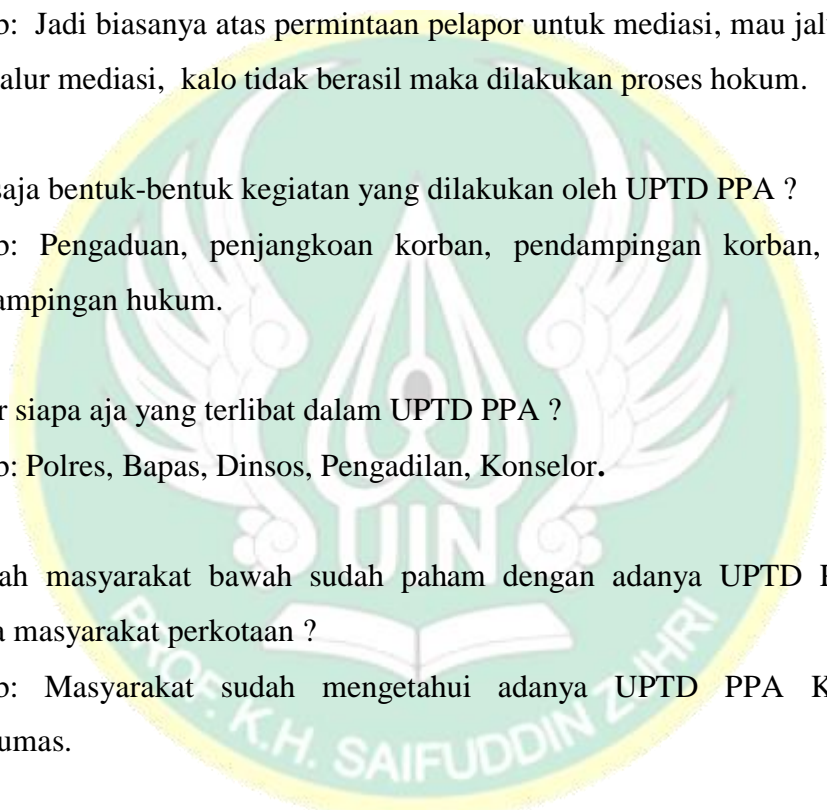 b: Jadi biasanya atas permintaan pelapor untuk mediasi, mau jal
alur mediasi, kalo tidak berasil maka dilakukan proses hokum.
saja bentuk-bentuk kegiatan yang dilakukan oleh UPTD PPA ?
b: Pengaduan, penjangkoan korban, pendampingan korban,
ampingan hukum.
r siapa aja yang terlibat dalam UPTD PPA ?
b: Polres, Bapas, Dinsos, Pengadilan, Konselor.
ah masyarakat bawah sudah paham dengan adanya UPTD
a masyarakat perkotaan ?
b: Masyarakat sudah mengetahui adanya UPTD PPA K
umas.
UIN
PROF. K.H. SAIFUDDIN ZUHRI